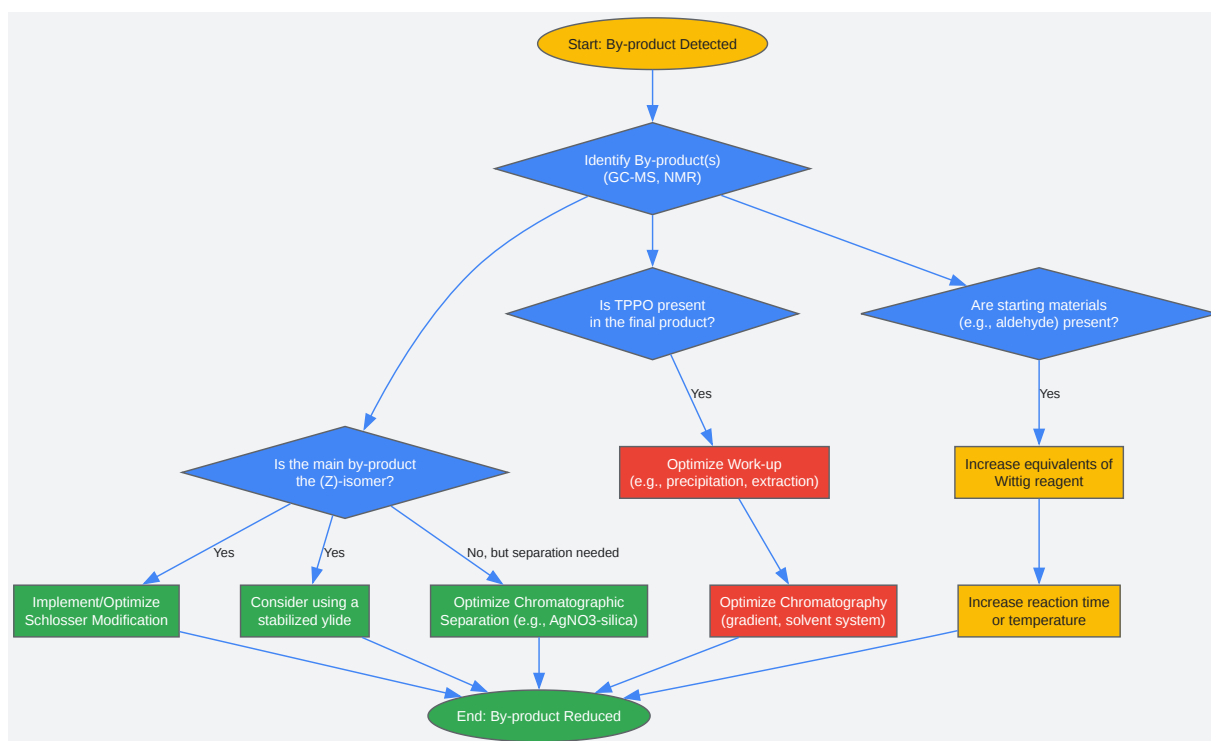 Start: By-product Detected
Identify By-product(s)
(GC-MS, NMR)
Is TPPO present
in the final product?
Are starting materials
(e.g., aldehyde) present?
Yes
Yes
Is the main by-product
the (Z)-isomer?
Optimize Work-up
(e.g., precipitation, extraction)
Increase equivalents of
Wittig reagent
Yes
Yes
No, but separation needed
Implement/Optimize
Schlosser Modification
Consider using a
stabilized ylide
Optimize Chromatographic
Separation (e.g., AgNO3-silica)
Optimize Chromatography
(gradient, solvent system)
Increase reaction time
or temperature
End: By-product Reduced